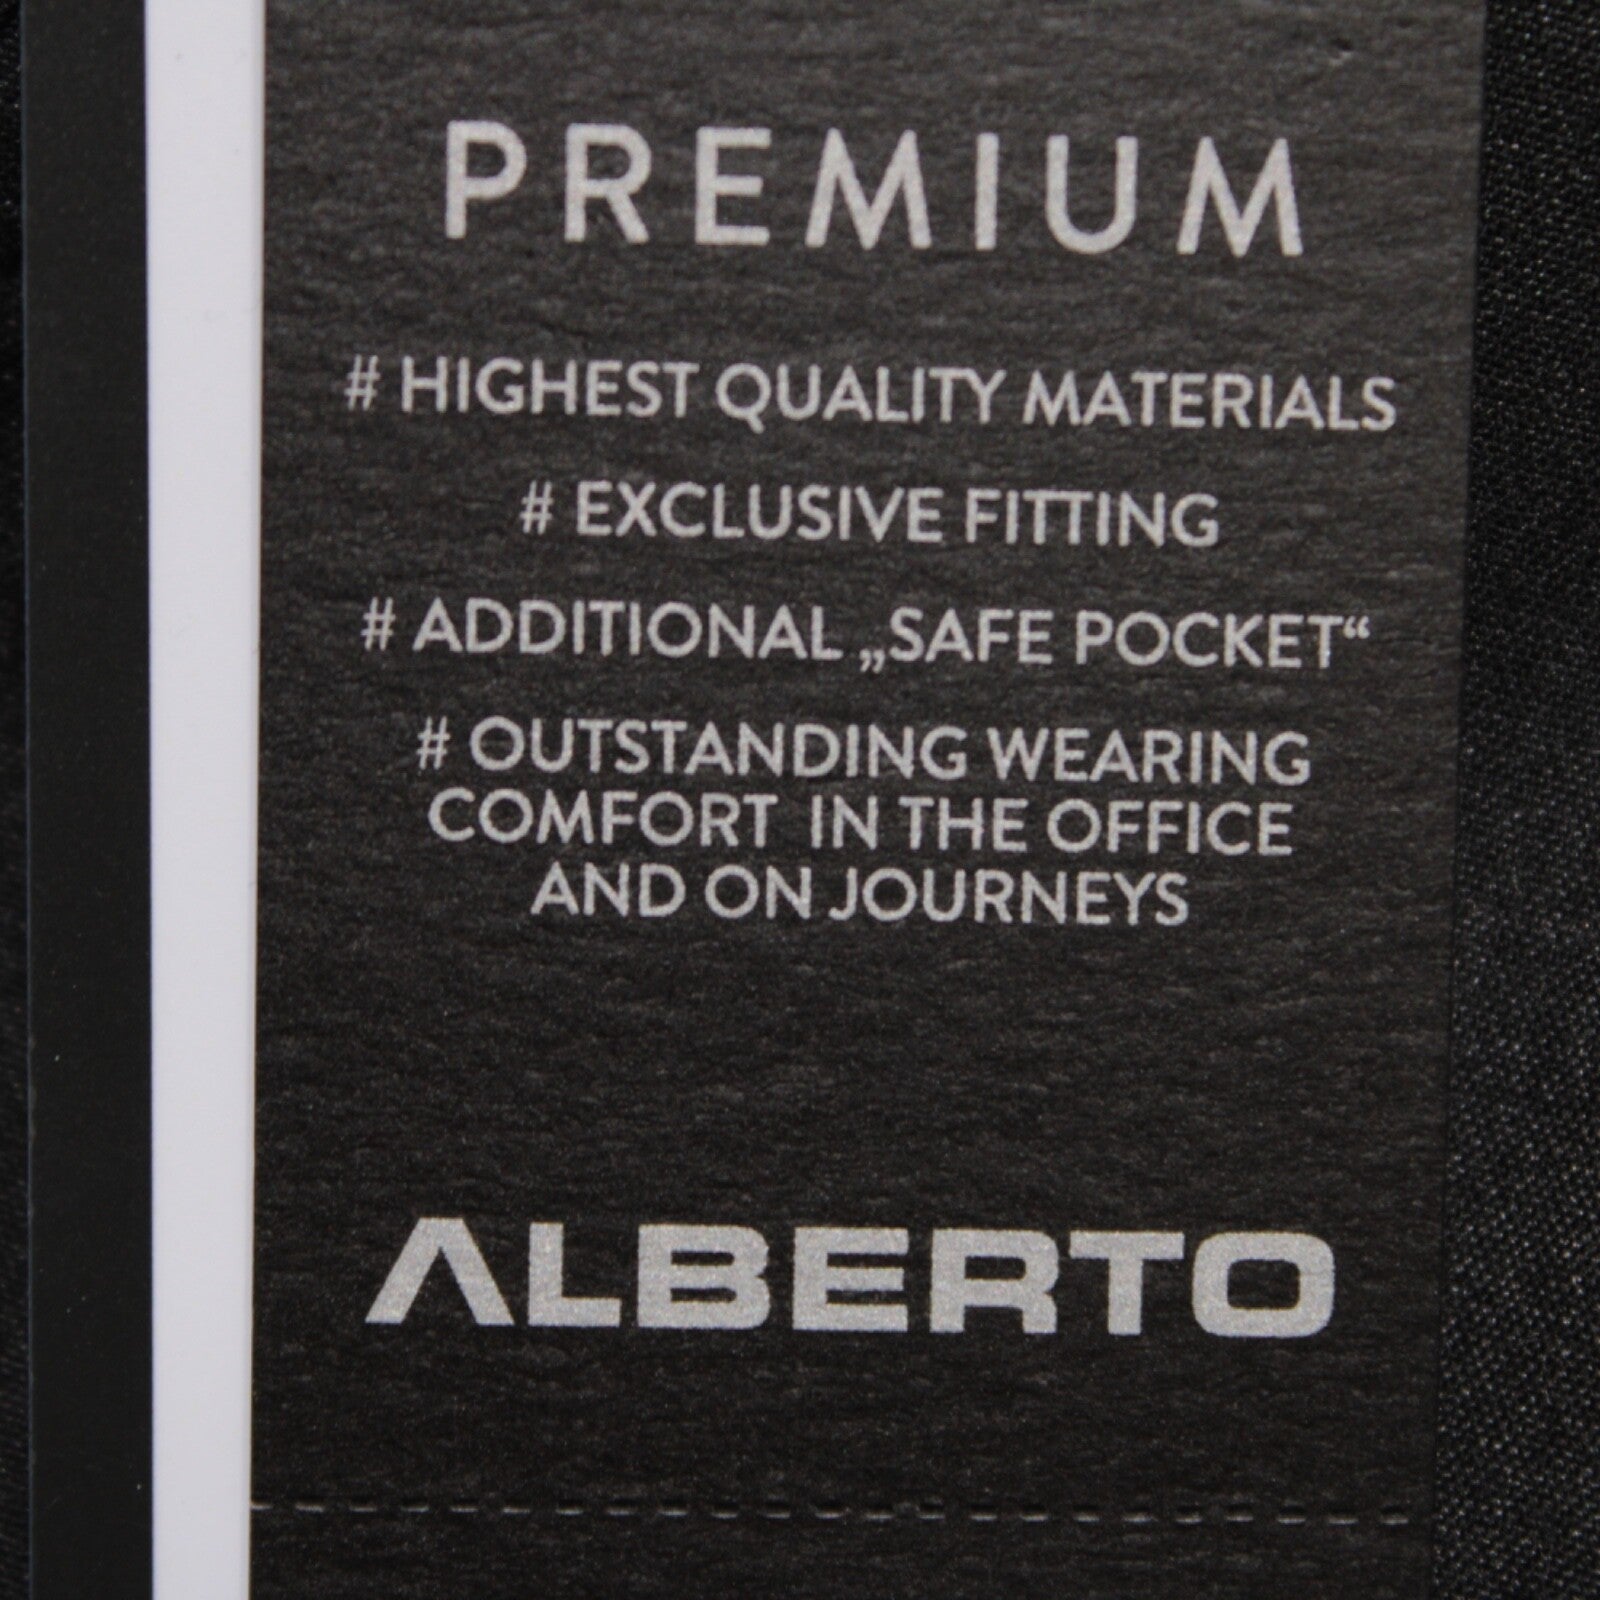 PREMIUM
# HIGHEST QUALITY MATERIALS
# EXCLUSIVE FITTING
# ADDITIONAL „SAFE POCKET“
# OUTSTANDING WEARING
COMFORT IN THE OFFICE
AND ON JOURNEYS
ALBERTO